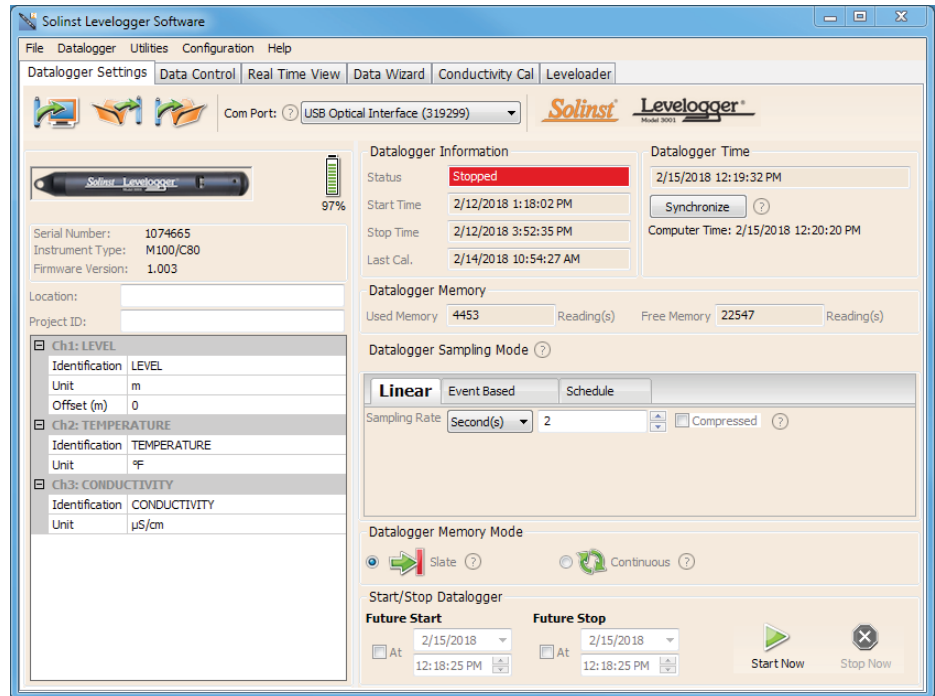 Solinst Levelogger Software
File Datalogger Utilities Configuration Help
Datalogger Settings Data Control Real Time View Data Wizard Conductivity Cal Leveloader
Com Port: ? USB Optical Interface (319299) Solinst Levelogger®
Model 3001
Solinst Levelogger
97%
Serial Number: 1074665
Instrument Type: M100/C80
Firmware Version: 1.003
Location:
Project ID:
Ch1: LEVEL
Identification LEVEL
Unit m
Offset (m) 0
Ch2: TEMPERATURE
Identification TEMPERATURE
Unit ºF
Ch3: CONDUCTIVITY
Identification CONDUCTIVITY
Unit µS/cm
Datalogger Information
Status Stopped
Start Time 2/12/2018 1:18:02 PM
Stop Time 2/12/2018 3:52:35 PM
Last Cal. 2/14/2018 10:54:27 AM
Datalogger Time
2/15/2018 12:19:32 PM
Synchronize ?
Computer Time: 2/15/2018 12:20:20 PM
Datalogger Memory
Used Memory 4453 Reading(s) Free Memory 22547 Reading(s)
Datalogger Sampling Mode ?
Linear Event Based Schedule
Sampling Rate Second(s) 2 Compressed ?
Datalogger Memory Mode
Slate ? Continuous ?
Start/Stop Datalogger
Future Start Future Stop
At 2/15/2018 At 2/15/2018
12:18:25 PM 12:18:25 PM
Start Now Stop Now